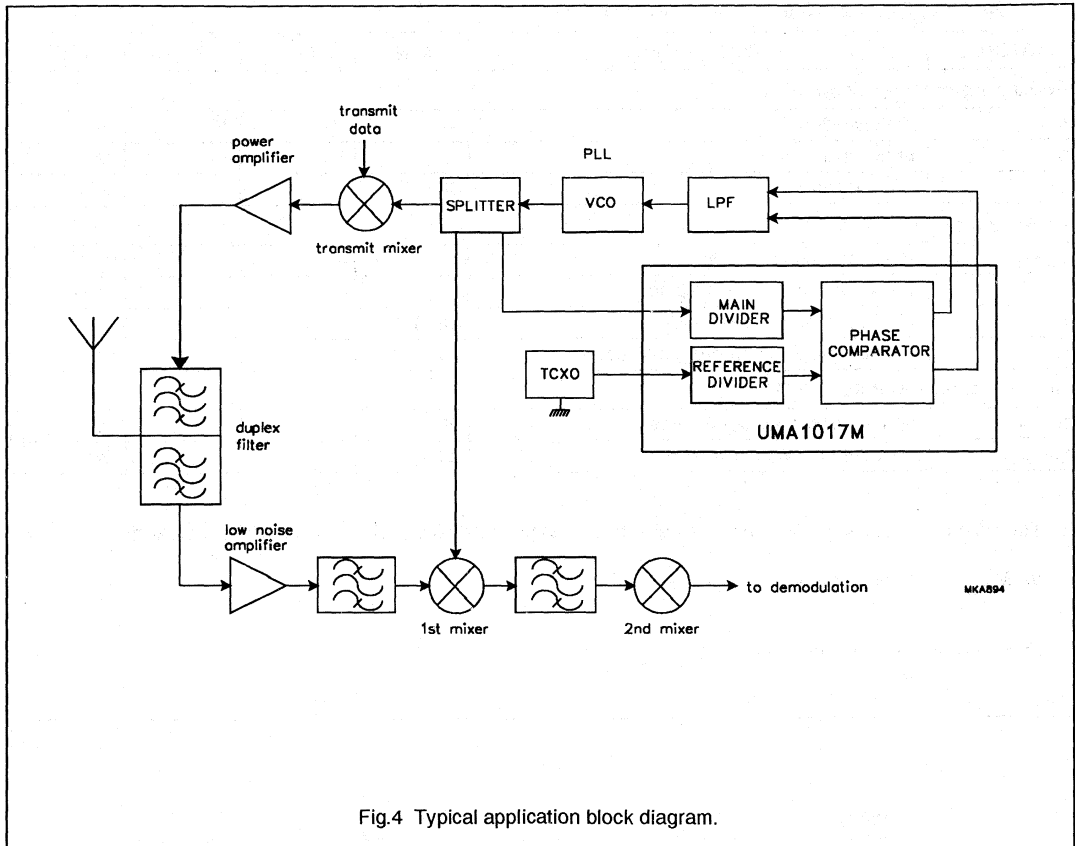 transmit
data
power
amplifier
PLL
SPLITTER
VCO
LPF
transmit mixer
MAIN
DIVIDER
PHASE
COMPARATOR
TCXO
REFERENCE
DIVIDER
UMA1017M
duplex
filter
low noise
amplifier
to demodulation
MKA894
1st mixer
2nd mixer
Fig.4 Typical application block diagram.